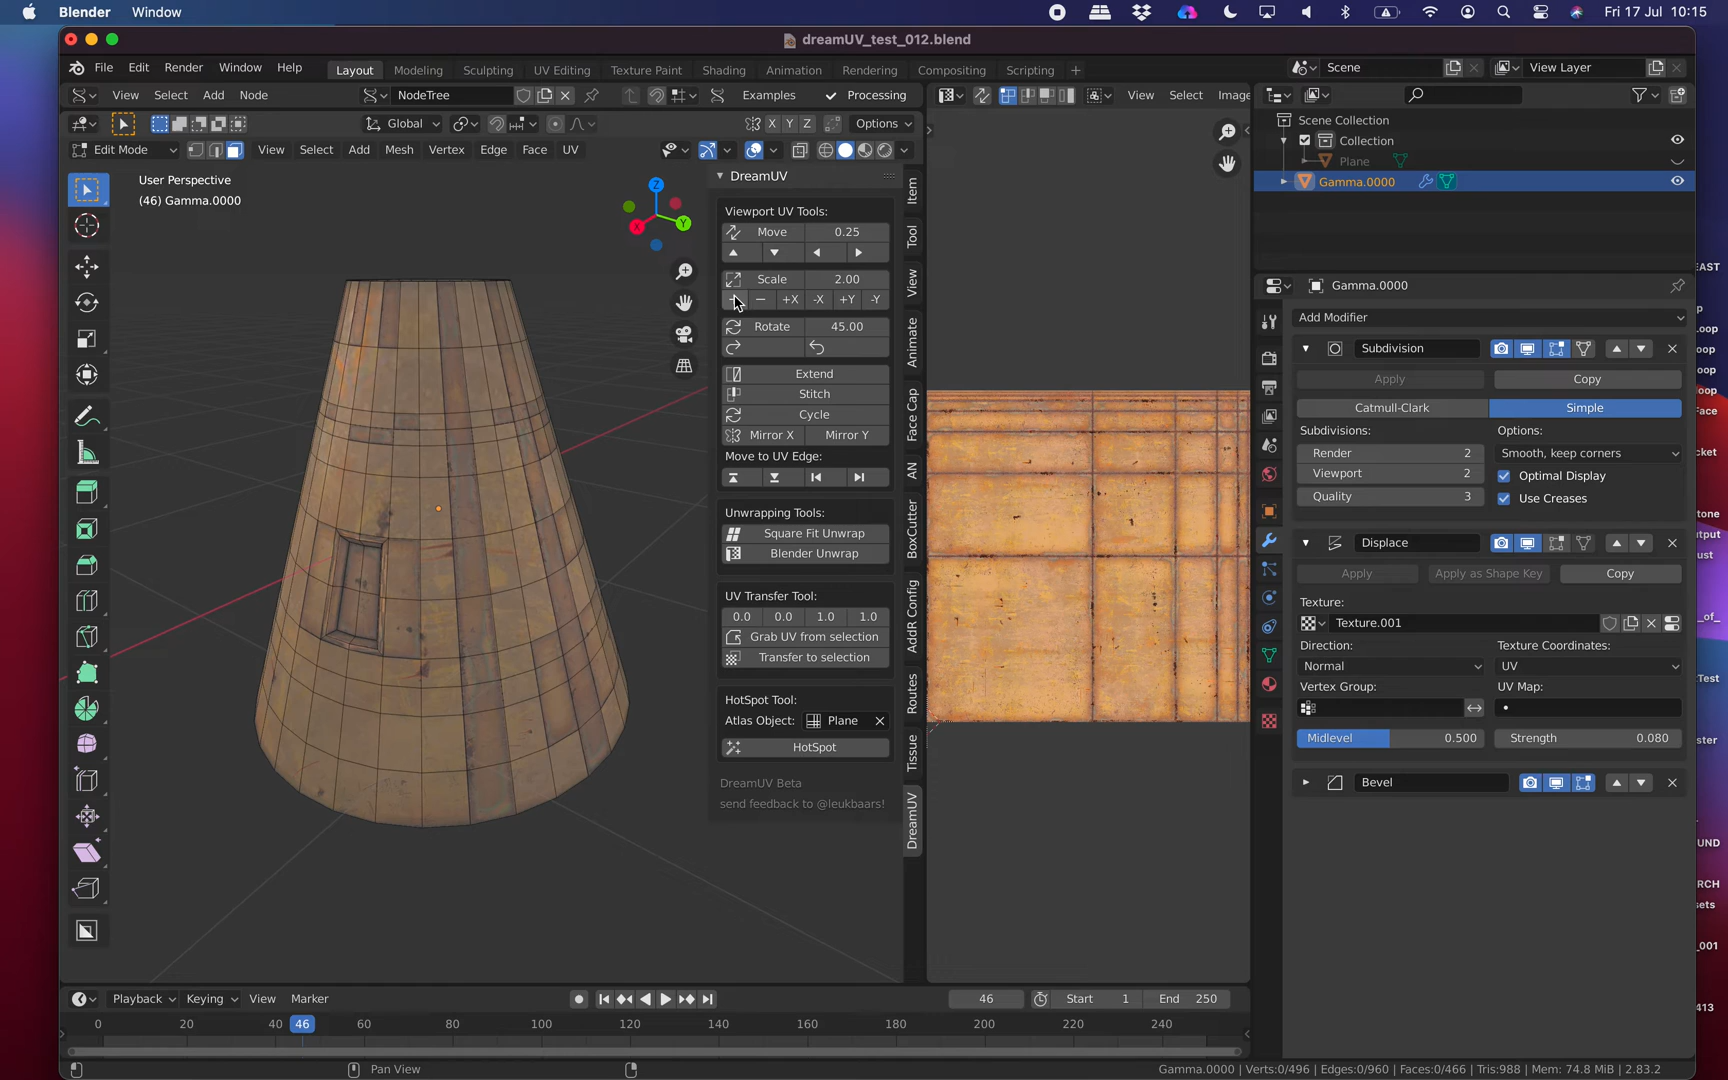 Blender Window Fri 17 Jul 10:15
dreamUV_test_012.blend
File Edit Render Window Help Layout Modeling Sculpting UV Editing Texture Paint Shading Animation Rendering Compositing Scripting + Scene View Layer
View Select Add Node NodeTree Examples Processing View Select Image
Global X Y Z Options
Edit Mode View Select Add Mesh Vertex Edge Face UV
User Perspective
(46) Gamma.0000
Z
Y
X
DreamUV
Viewport UV Tools:
Move 0.25
Scale 2.00
+X -X +Y -Y
Rotate 45.00
Extend
Stitch
Cycle
Mirror X Mirror Y
Move to UV Edge:
Unwrapping Tools:
Square Fit Unwrap
Blender Unwrap
UV Transfer Tool:
0.0 0.0 1.0 1.0
Grab UV from selection
Transfer to selection
HotSpot Tool:
Atlas Object: Plane
HotSpot
DreamUV Beta
send feedback to @leukbaars!
Item
Tool
View
Animate
Face Cap
AN
BoxCutter
AddR Config
Routes
Tissue
DreamUV
Scene Collection
Collection
Plane
Gamma.0000
Gamma.0000
Add Modifier
Subdivision
Apply Copy
Catmull-Clark Simple
Subdivisions: Options:
Render 2 Smooth, keep corners
Viewport 2 Optimal Display
Quality 3 Use Creases
Displace
Apply Apply as Shape Key Copy
Texture:
Texture.001
Direction: Texture Coordinates:
Normal UV
Vertex Group: UV Map:
Midlevel 0.500 Strength 0.080
Bevel
Playback Keying View Marker 46 Start 1 End 250
0 20 40 46 60 80 100 120 140 160 180 200 220 240
Pan View Gamma.0000 | Verts:0/496 | Edges:0/960 | Faces:0/466 | Tris:988 | Mem: 74.8 MiB | 2.83.2